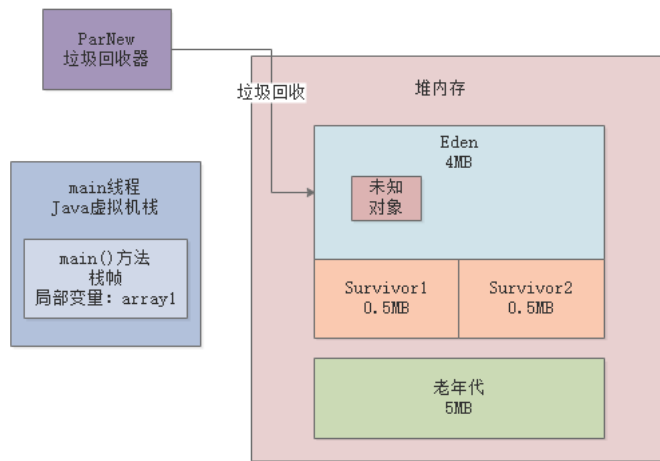 ParNew
垃圾回收器
垃圾回收
堆内存
Eden
4MB
未知
对象
main线程
Java虚拟机栈
main()方法
栈帧
局部变量：array1
Survivor1
0.5MB
Survivor2
0.5MB
老年代
5MB